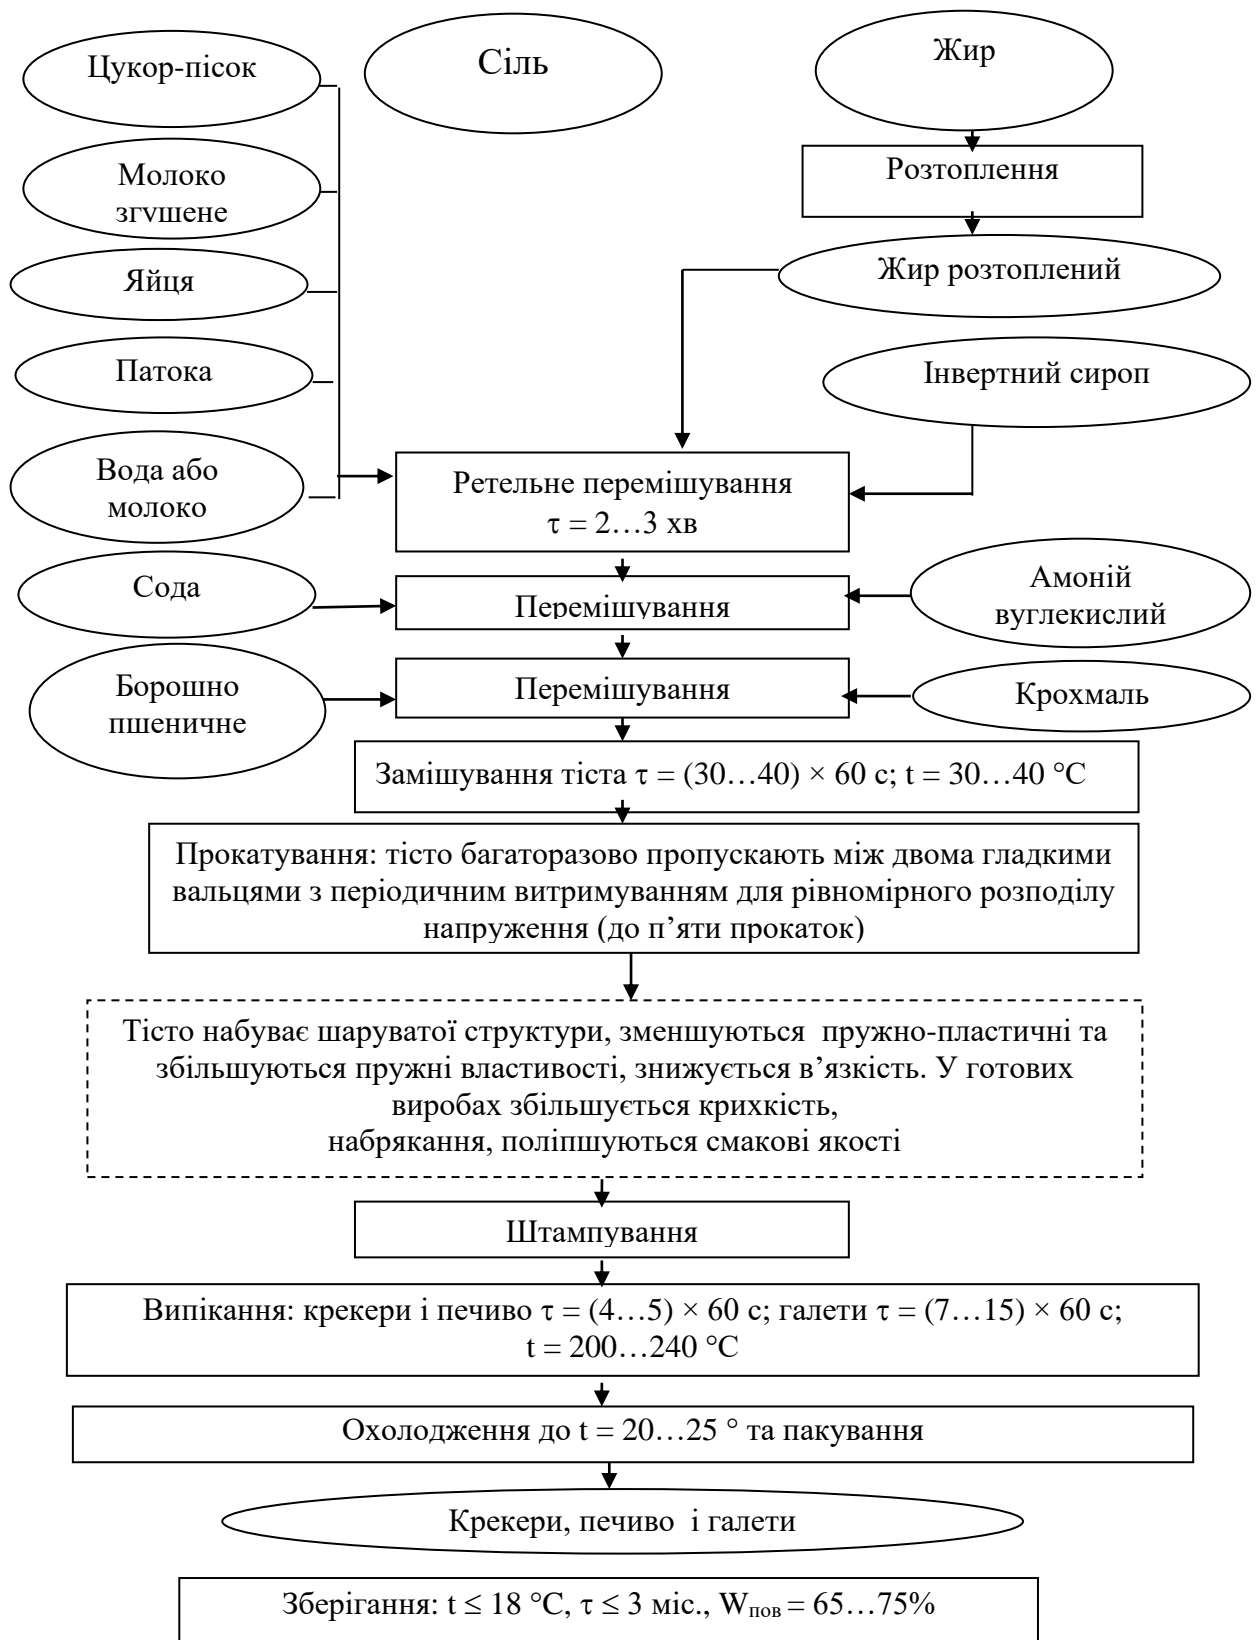 Цукор-пісок
Сіль
Жир
Молоко
згущене
Розтоплення
Яйця
Жир розтоплений
Патока
Інвертний сироп
Вода або
молоко
Ретельне перемішування
τ = 2…3 хв
Сода
Перемішування
Амоній
вуглекислий
Борошно
пшеничне
Перемішування
Крохмаль
Замішування тіста τ = (30…40) × 60 с; t = 30…40 °С
Прокатування: тісто багаторазово пропускають між двома гладкими
вальцями з періодичним витримуванням для рівномірного розподілу
напруження (до п’яти прокаток)
Тісто набуває шаруватої структури, зменшуються пружно-пластичні та
збільшуються пружні властивості, знижується в’язкість. У готових
виробах збільшується крихкість,
набрякання, поліпшуються смакові якості
Штампування
Випікання: крекери і печиво τ = (4…5) × 60 с; галети τ = (7…15) × 60 с;
t = 200…240 °С
Охолодження до t = 20…25 ° та пакування
Крекери, печиво і галети
Зберігання: t ≤ 18 °С, τ ≤ 3 міс., Wпов = 65…75%